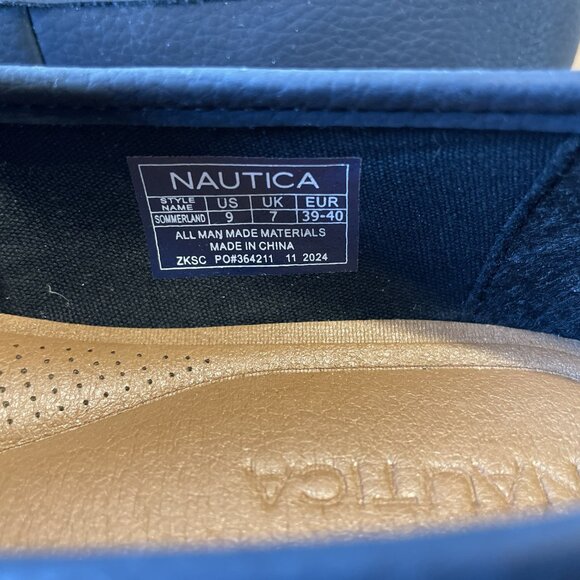 NAUTICA
STYLE NAME US UK EUR
SOMMERLAND 9 7 39-40
ALL MAN MADE MATERIALS
MADE IN CHINA
ZKSC PO#364211 11 2024
NAUTICA